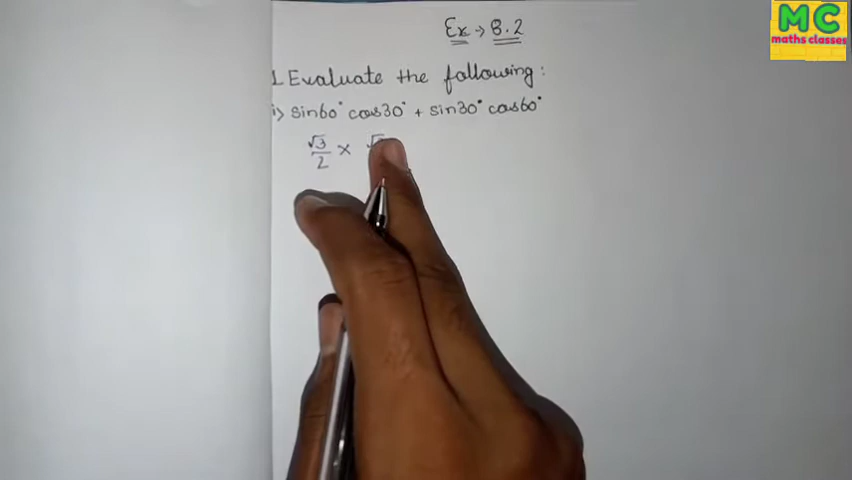 MC
maths classes
Ex → 8.2
1 Evaluate the following :
i> sin60° cos30° + sin30° cos60°
√3/2 × √